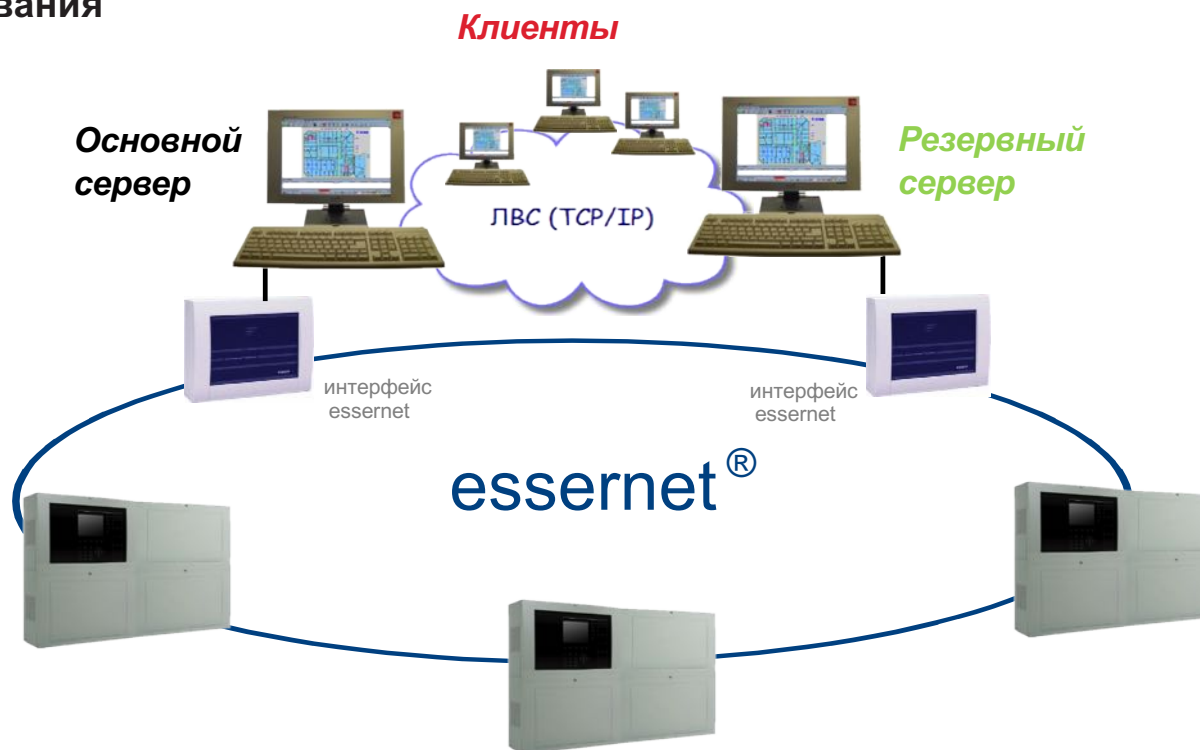 вания
Клиенты
Основной
сервер
Резервный
сервер
ЛВС (TCP/IP)
интерфейс
essernet
интерфейс
essernet
essernet®